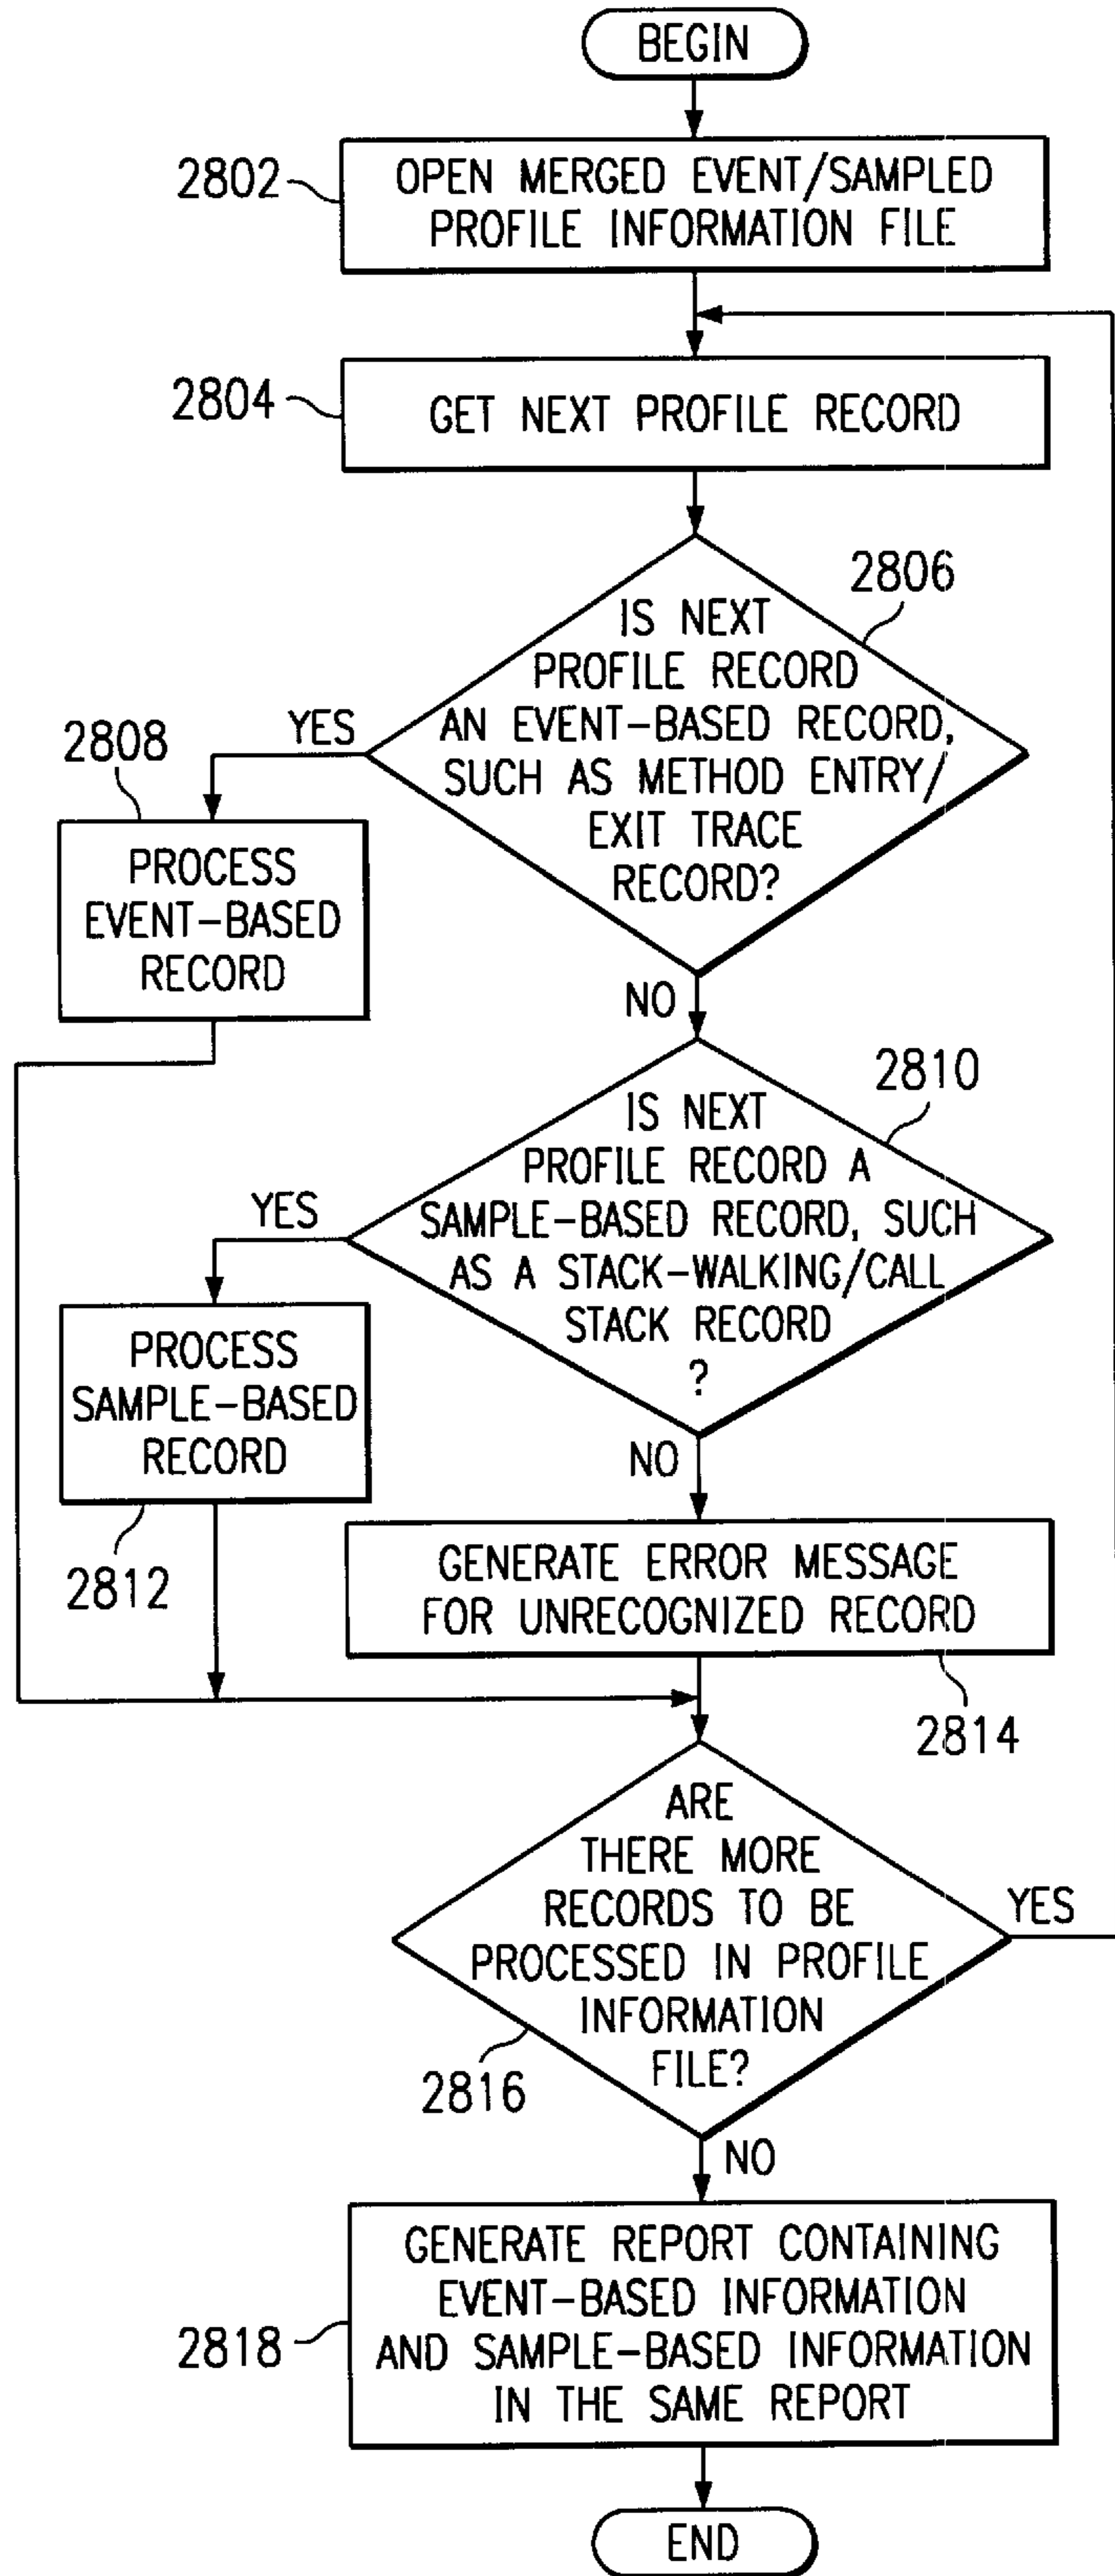 BEGIN
2802
OPEN MERGED EVENT/SAMPLED
PROFILE INFORMATION FILE
2804
GET NEXT PROFILE RECORD
2806
IS NEXT
PROFILE RECORD
AN EVENT-BASED RECORD,
SUCH AS METHOD ENTRY/
EXIT TRACE
RECORD?
YES
2808
PROCESS
EVENT-BASED
RECORD
NO
2810
IS NEXT
PROFILE RECORD A
SAMPLE-BASED RECORD, SUCH
AS A STACK-WALKING/CALL
STACK RECORD
?
YES
PROCESS
SAMPLE-BASED
RECORD
2812
NO
GENERATE ERROR MESSAGE
FOR UNRECOGNIZED RECORD
2814
ARE
THERE MORE
RECORDS TO BE
PROCESSED IN PROFILE
INFORMATION
FILE?
YES
2816
NO
GENERATE REPORT CONTAINING
EVENT-BASED INFORMATION
AND SAMPLE-BASED INFORMATION
IN THE SAME REPORT
2818
END